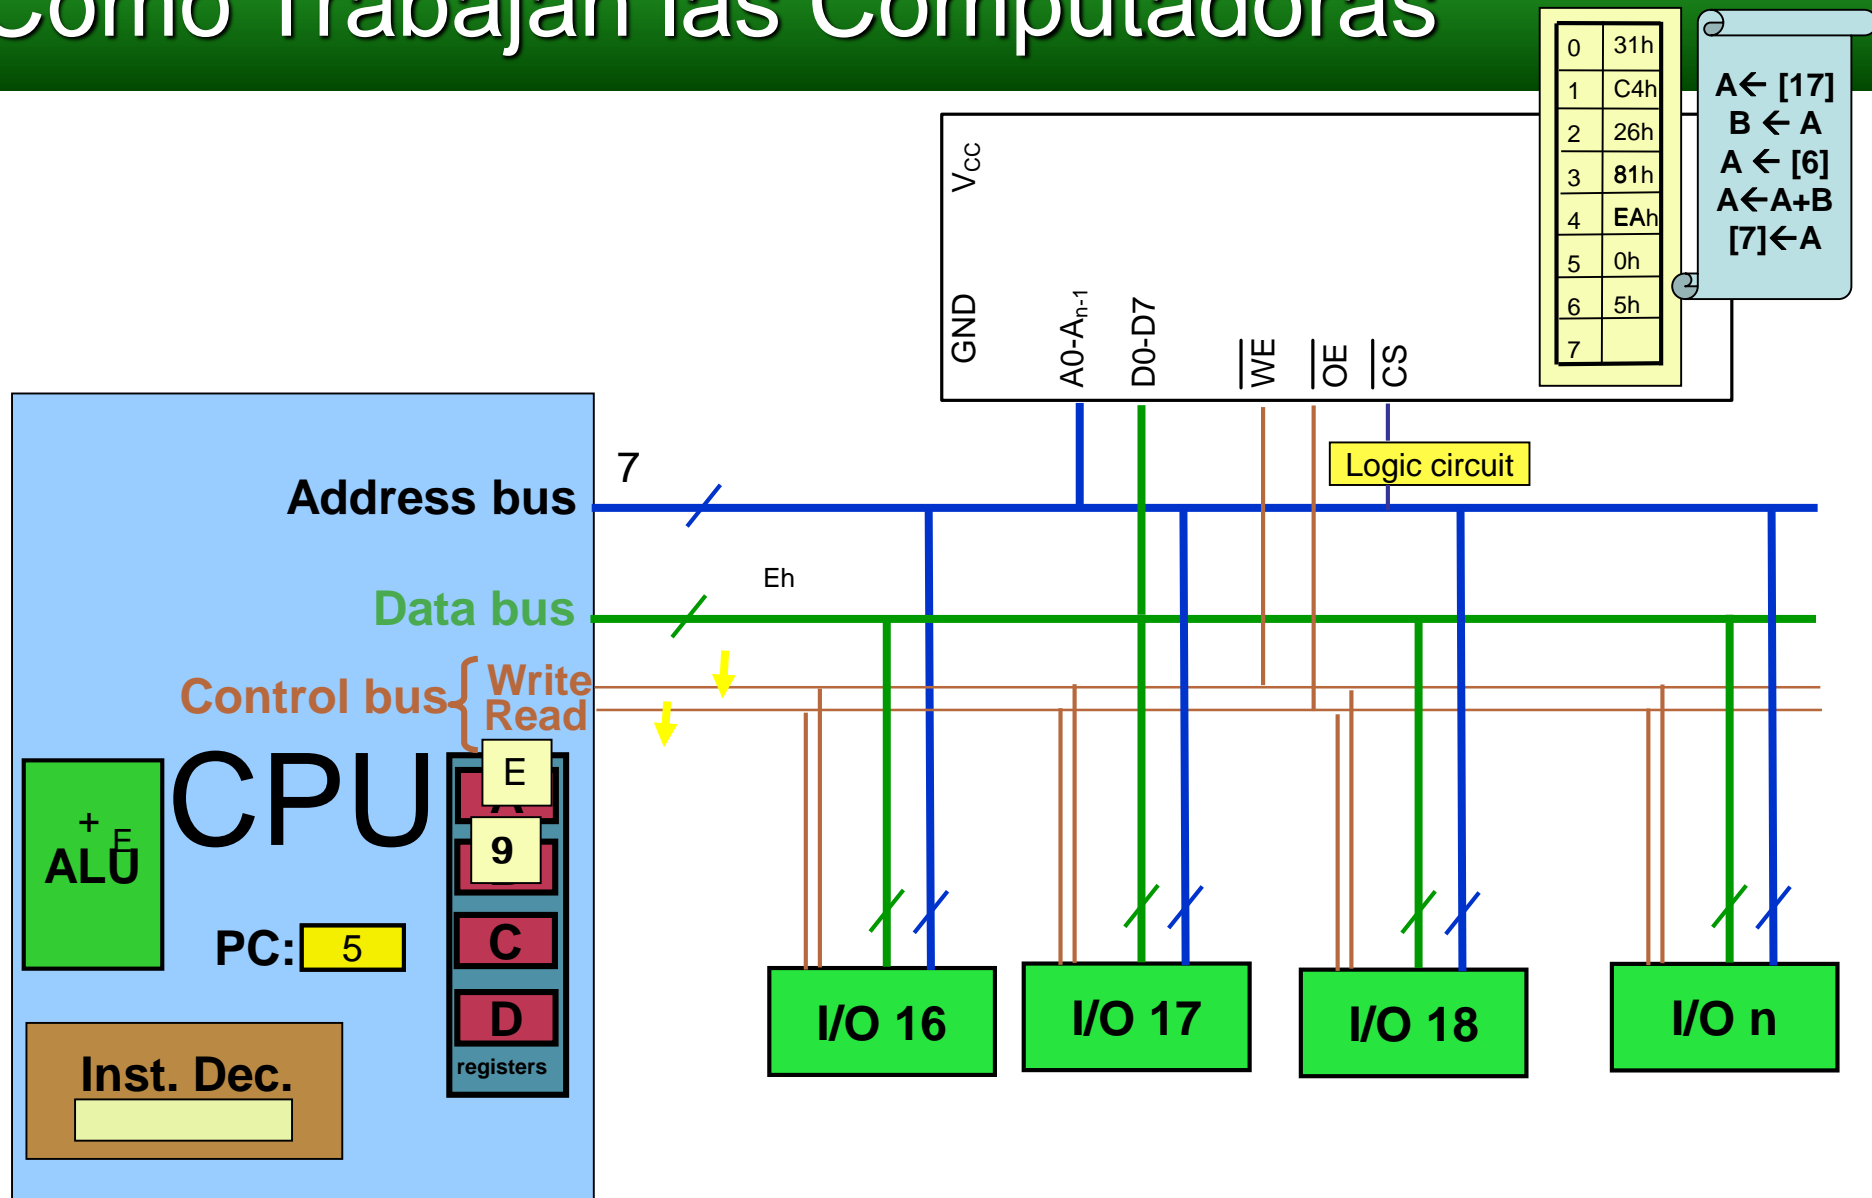 Como Trabajan las Computadoras
0 31h
1 C4h
2 26h
3 81h
4 EAh
5 0h
6 5h
7
A← [17]
B ← A
A ← [6]
A←A+B
[7]←A
VCC
GND
A0-An-1
D0-D7
WE
OE
CS
Logic circuit
7
Address bus
Eh
Data bus
Control bus
Write
Read
CPU
+
E
ALU
PC: 5
E
A
9
C
D
registers
Inst. Dec.
I/O 16
I/O 17
I/O 18
I/O n